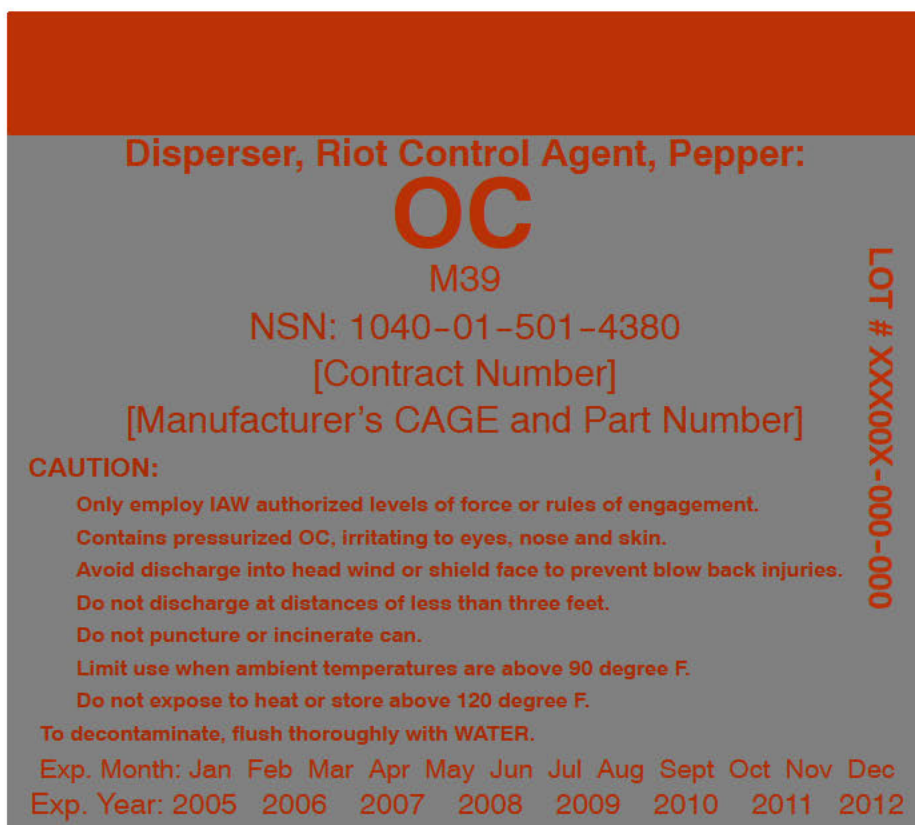 Disperser, Riot Control Agent, Pepper:
OC
M39
NSN: 1040-01-501-4380
[Contract Number]
[Manufacturer's CAGE and Part Number]
LOT # XXX00X-000-000
CAUTION:
Only employ IAW authorized levels of force or rules of engagement.
Contains pressurized OC, irritating to eyes, nose and skin.
Avoid discharge into head wind or shield face to prevent blow back injuries.
Do not discharge at distances of less than three feet.
Do not puncture or incinerate can.
Limit use when ambient temperatures are above 90 degree F.
Do not expose to heat or store above 120 degree F.
To decontaminate, flush thoroughly with WATER.
Exp. Month: Jan Feb Mar Apr May Jun Jul Aug Sept Oct Nov Dec
Exp. Year: 2005 2006 2007 2008 2009 2010 2011 2012